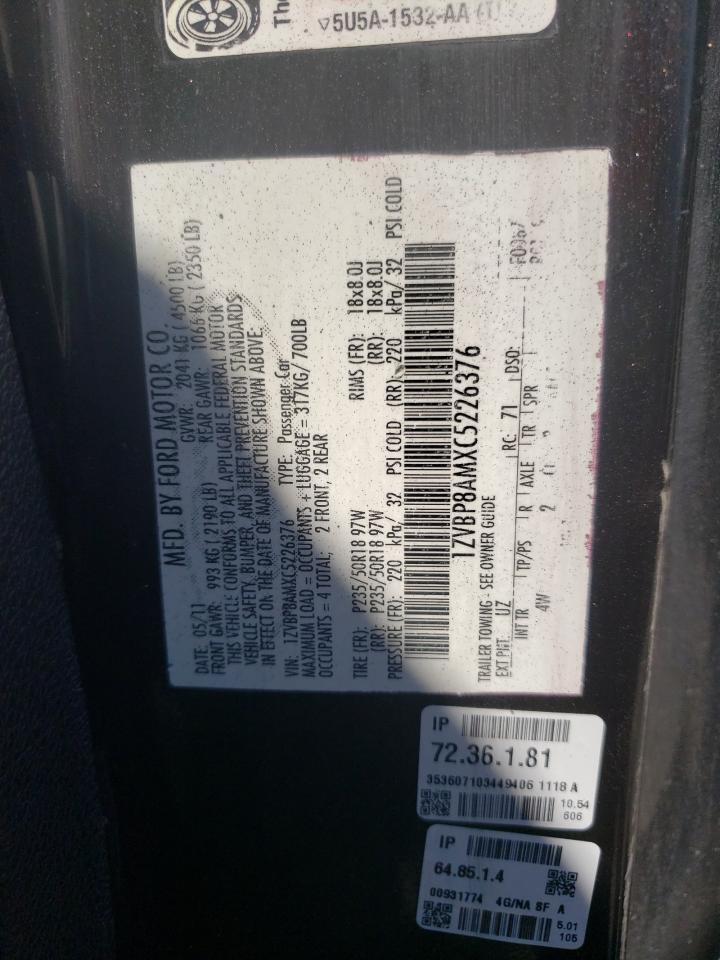 The
▽5U5A-1532-AA (T)
MFD. BY FORD MOTOR CO.
DATE: 05/11 GVWR: 2041 KG ( 4500 LB)
FRONT GAWR: 993 KG ( 2190 LB) REAR GAWR: 1066 KG ( 2350 LB)
THIS VEHICLE CONFORMS TO ALL APPLICABLE FEDERAL MOTOR
VEHICLE SAFETY, BUMPER, AND THEFT PREVENTION STANDARDS
IN EFFECT ON THE DATE OF MANUFACTURE SHOWN ABOVE.
VIN: 1ZVBP8AMXC5226376 TYPE: Passenger Car
MAXIMUM LOAD = OCCUPANTS + LUGGAGE = 317KG/ 700LB
OCCUPANTS = 4 TOTAL; 2 FRONT, 2 REAR
TIRE (FR): P235/50R18 97W RIMS (FR): 18x8.0J
(RR): P235/50R18 97W (RR): 18x8.0J
PRESSURE (FR): 220 kPa/ 32 PSI COLD (RR): 220 kPa/ 32 PSI COLD
1ZVBP8AMXC5226376
TRAILER TOWING - SEE OWNER GUIDE
EXT PNT: UZ RC: 71 DSO:
INT TR TP/PS R AXLE TR SPR
4W 2
IP
72.36.1.81
353607103449406 1118 A
10.54
606
IP
64.85.1.4
00931774 4G/NA 8F A
5.01
105